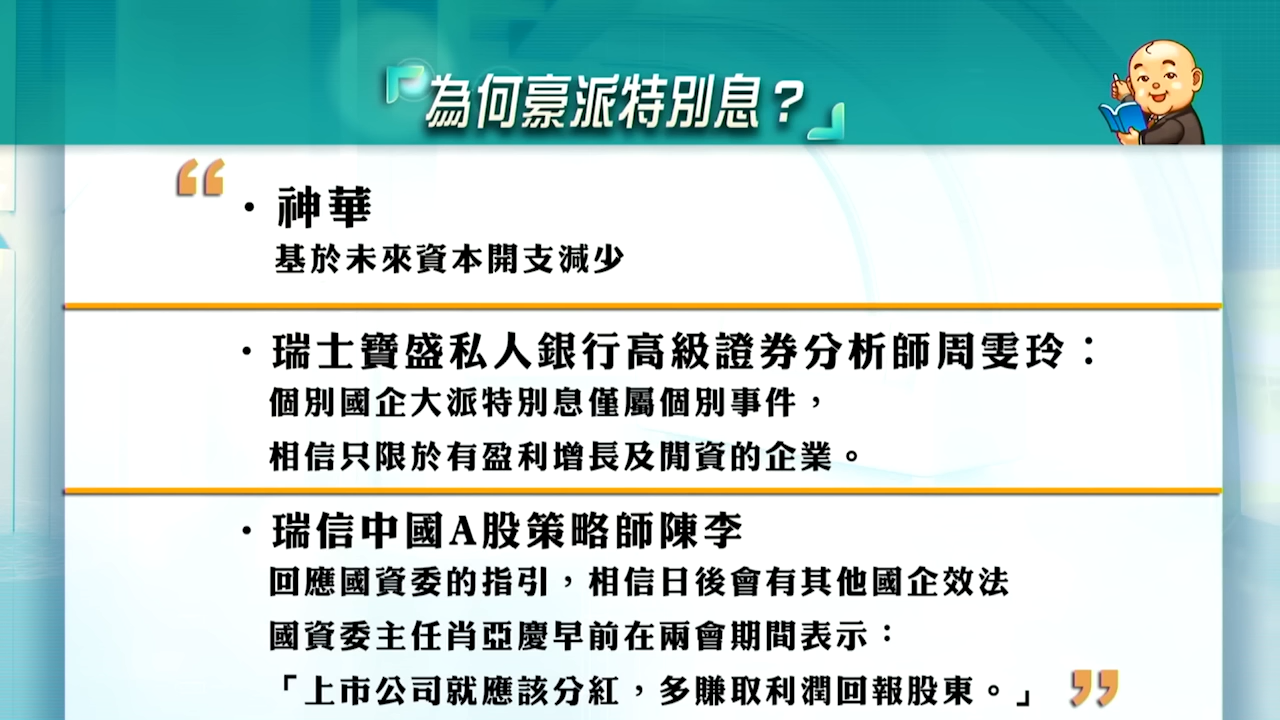 『為何豪派特別息？』
“・神華
基於未來資本開支減少
・瑞士寶盛私人銀行高級證券分析師周雯玲：
個別國企大派特別息僅屬個別事件，
相信只限於有盈利增長及閒資的企業。
・瑞信中國A股策略師陳李
回應國資委的指引，相信日後會有其他國企效法
國資委主任肖亞慶早前在兩會期間表示：
「上市公司就應該分紅，多賺取利潤回報股東。」”